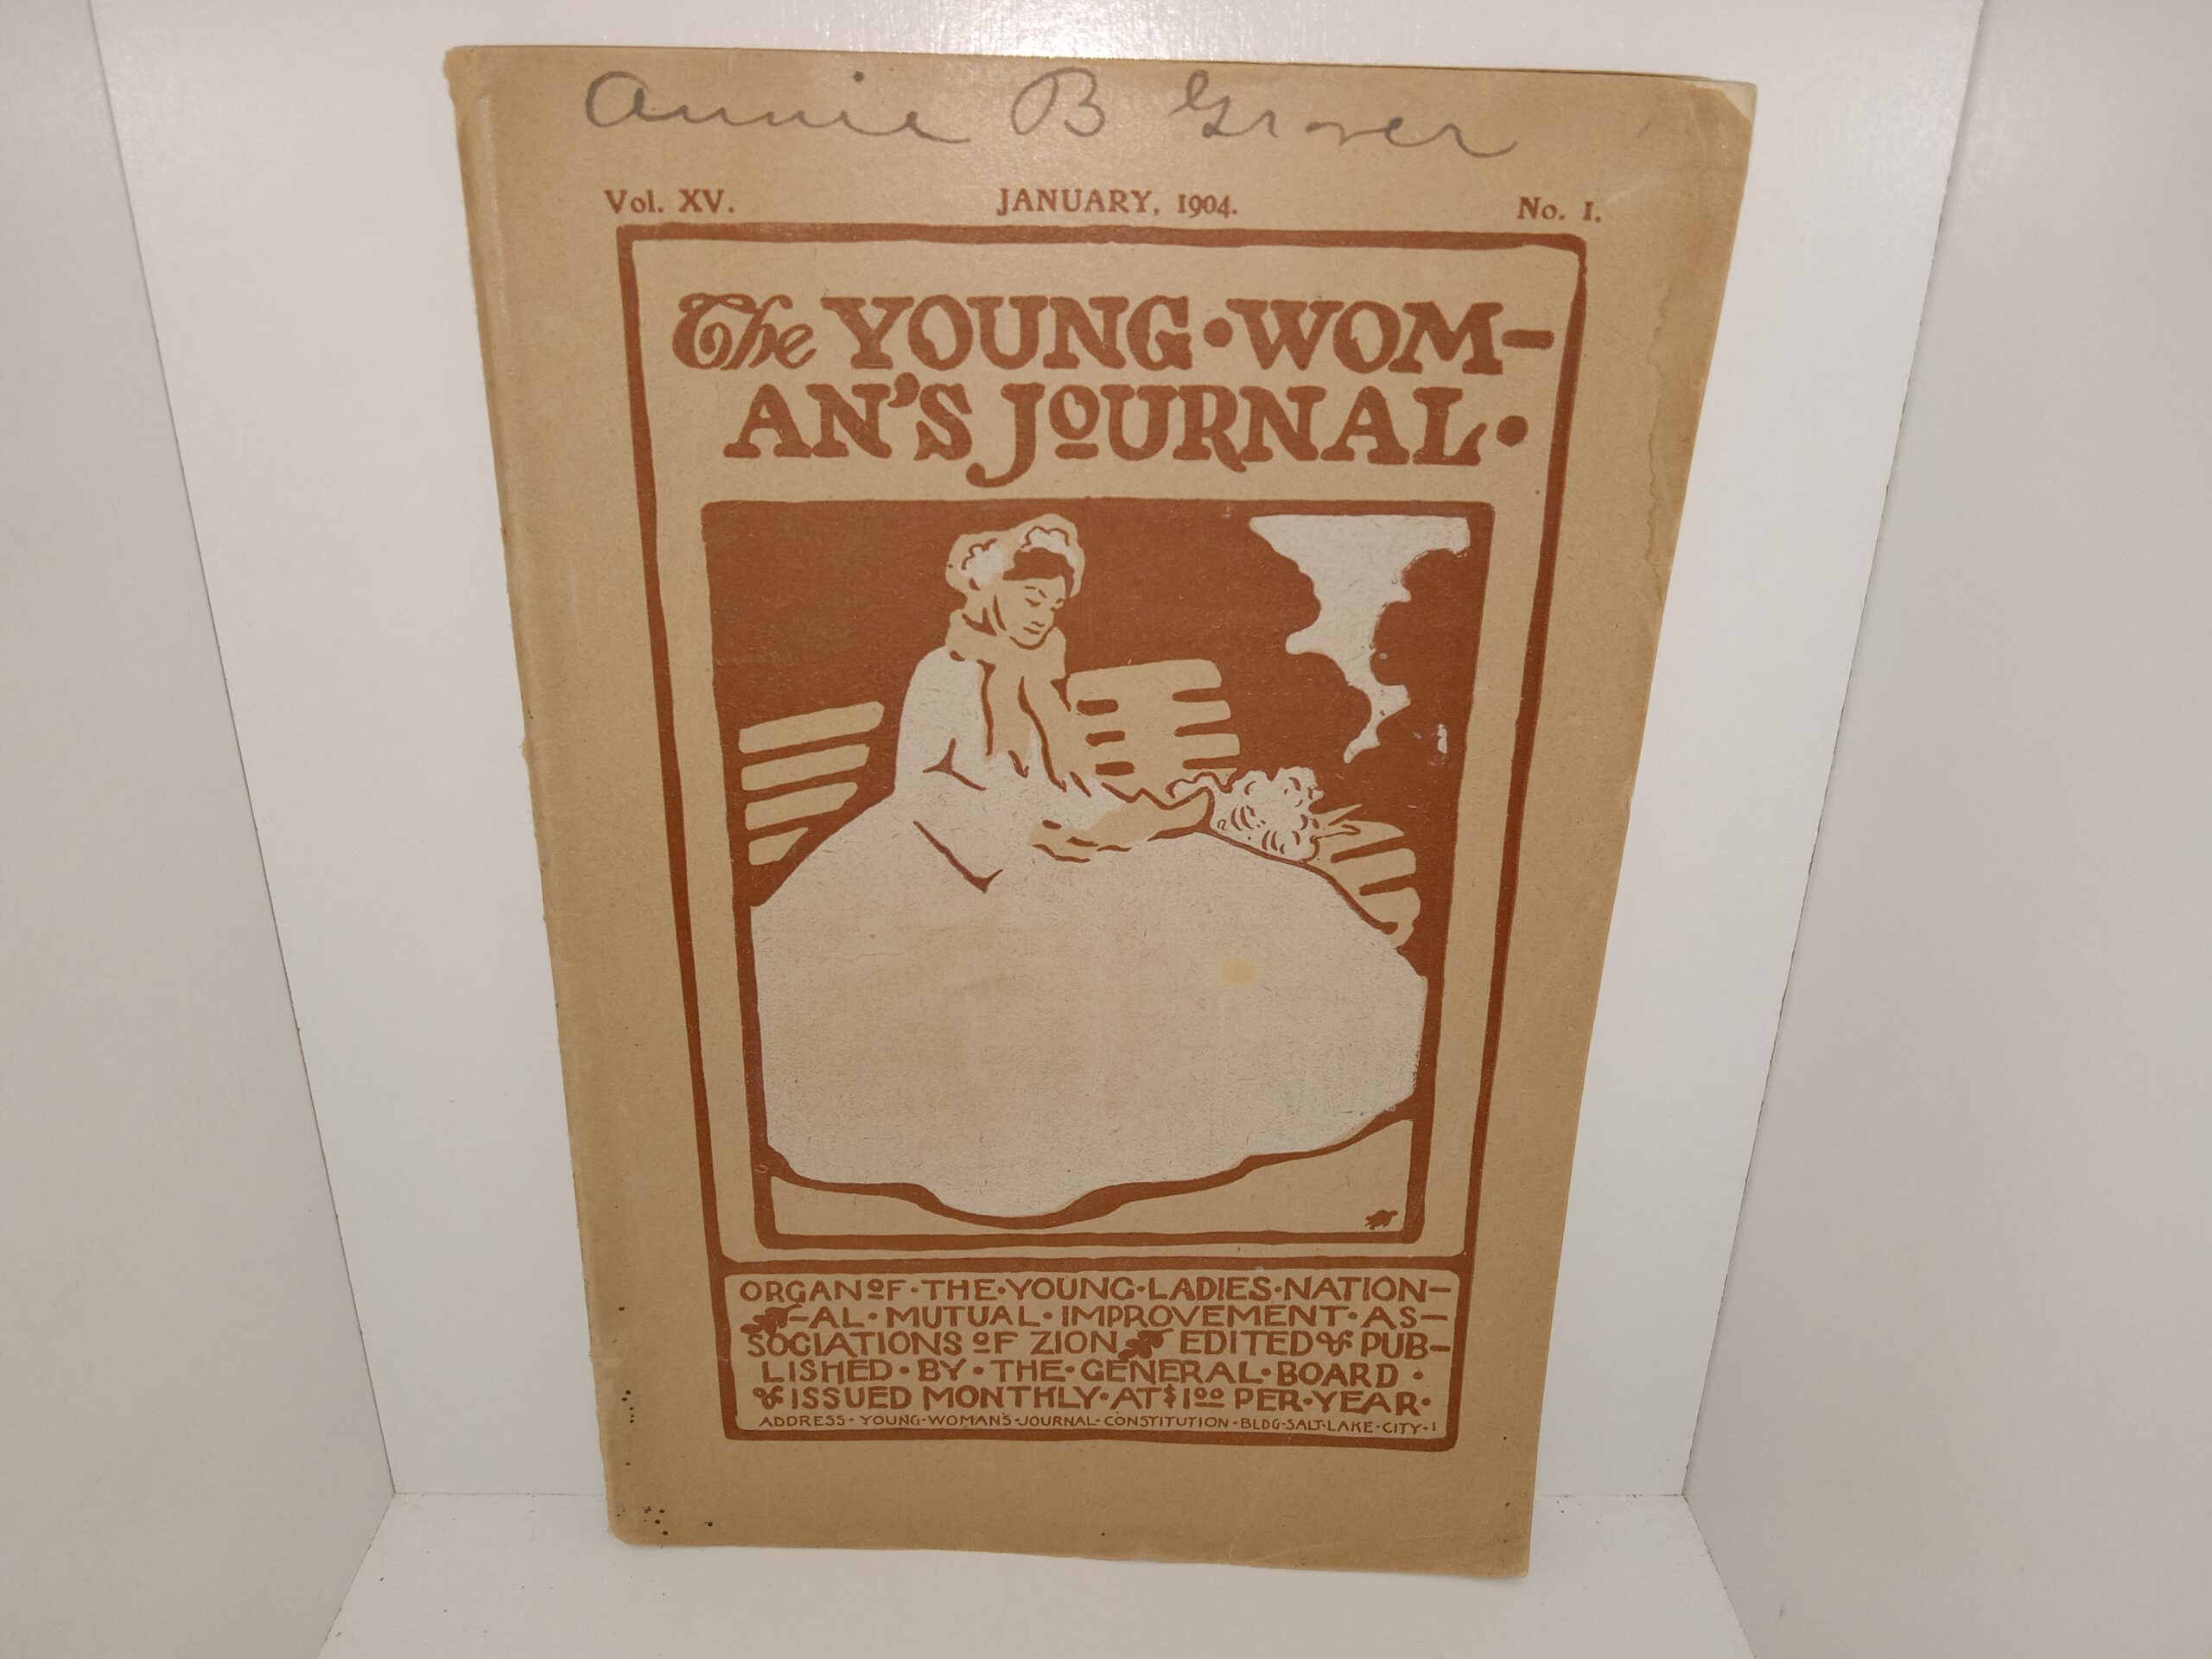 Annie B Grover
Vol. XV. JANUARY, 1904. No. 1.
The YOUNG·WOM-
AN'S JOURNAL·
ORGAN OF·THE·YOUNG·LADIES·NATION-
-AL·MUTUAL·IMPROVEMENT·AS-
SOCIATIONS OF ZION EDITED & PUB-
LISHED·BY·THE·GENERAL·BOARD·
& ISSUED MONTHLY·AT $1.00 PER·YEAR·
ADDRESS·YOUNG·WOMAN'S·JOURNAL·CONSTITUTION·BLDG·SALT·LAKE·CITY·